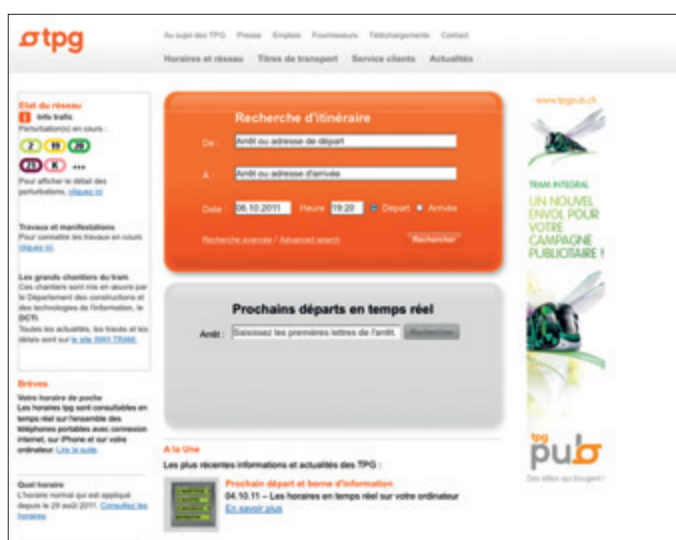 tpg
Au sujet des TPG Presse Emplois Fournisseurs Téléchargements Contact
Horaires et réseau Titres de transport Service clients Actualités
Etat du réseau
Info trafic
Perturbation(s) en cours :
2 19 20
21 K ...
Pour afficher le détail des
perturbations, cliquez ici.
Travaux et manifestations
Pour connaître les travaux en cours
cliquez ici.
Les grands chantiers du tram
Ces chantiers sont mis en œuvre par
le Département des constructions et
des technologies de l'information, le
DCTI.
Toutes les actualités, les tracés et les
délais sont sur le site WAY-TRAM.
Brèves
Votre horaire de poche
Les horaires tpg sont consultables en
temps réel sur l'ensemble des
téléphones portables avec connexion
internet, sur iPhone et sur votre
ordinateur. Lire la suite.
Quel horaire
L'horaire normal qui est appliqué
depuis le 29 août 2011. Consultez les
horaires
Recherche d'itinéraire
De : Arrêt ou adresse de départ
A : Arrêt ou adresse d'arrivée
Date : 06.10.2011 Heure 19:20 Départ Arrivée
Recherche avancée / Advanced search Rechercher
Prochains départs en temps réel
Arrêt : Saisissez les premières lettres de l'arrêt. Rechercher
A la Une
Les plus récentes informations et actualités des TPG :
Prochain départ et borne d'information
04.10.11 – Les horaires en temps réel sur votre ordinateur
En savoir plus
www.tpgpub.ch
TRAM INTEGRAL
UN NOUVEL
ENVOL POUR
VOTRE
CAMPAGNE
PUBLICITAIRE !
tpg
pub
Des idées qui bougent !